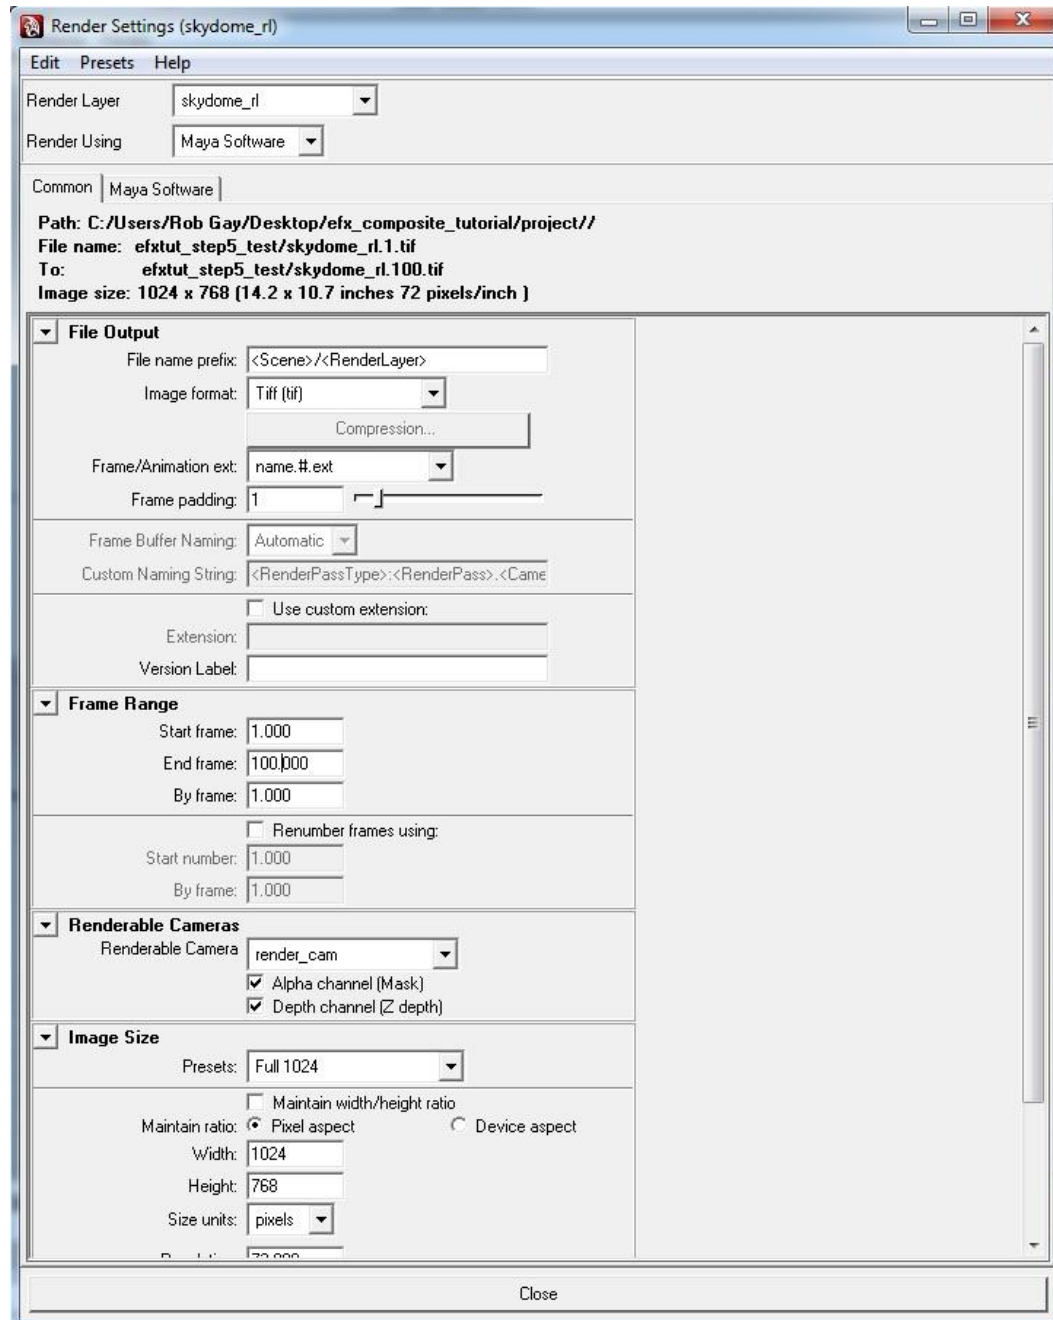 Render Settings (skydome_rl)
Edit Presets Help
Render Layer skydome_rl
Render Using Maya Software
Common Maya Software
Path: C:/Users/Rob Gay/Desktop/efx_composite_tutorial/project//
File name: efxtut_step5_test/skydome_rl.1.tif
To: efxtut_step5_test/skydome_rl.100.tif
Image size: 1024 x 768 (14.2 x 10.7 inches 72 pixels/inch )
File Output
File name prefix: <Scene>/<RenderLayer>
Image format: Tiff (tif)
Compression...
Frame/Animation ext: name.#.ext
Frame padding: 1
Frame Buffer Naming: Automatic
Custom Naming String: <RenderPassType>:<RenderPass>.<Came
Use custom extension:
Extension:
Version Label:
Frame Range
Start frame: 1.000
End frame: 100.000
By frame: 1.000
Renumber frames using:
Start number: 1.000
By frame: 1.000
Renderable Cameras
Renderable Camera render_cam
Alpha channel (Mask)
Depth channel (Z depth)
Image Size
Presets: Full 1024
Maintain width/height ratio
Maintain ratio: Pixel aspect Device aspect
Width: 1024
Height: 768
Size units: pixels
Close